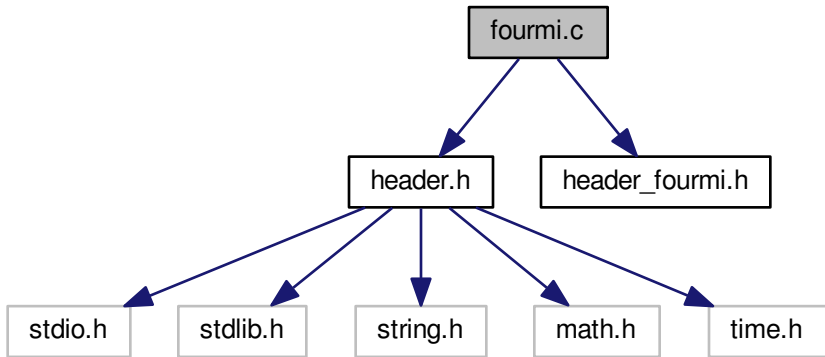 fourmi.c
header.h
header_fourmi.h
stdio.h
stdlib.h
string.h
math.h
time.h